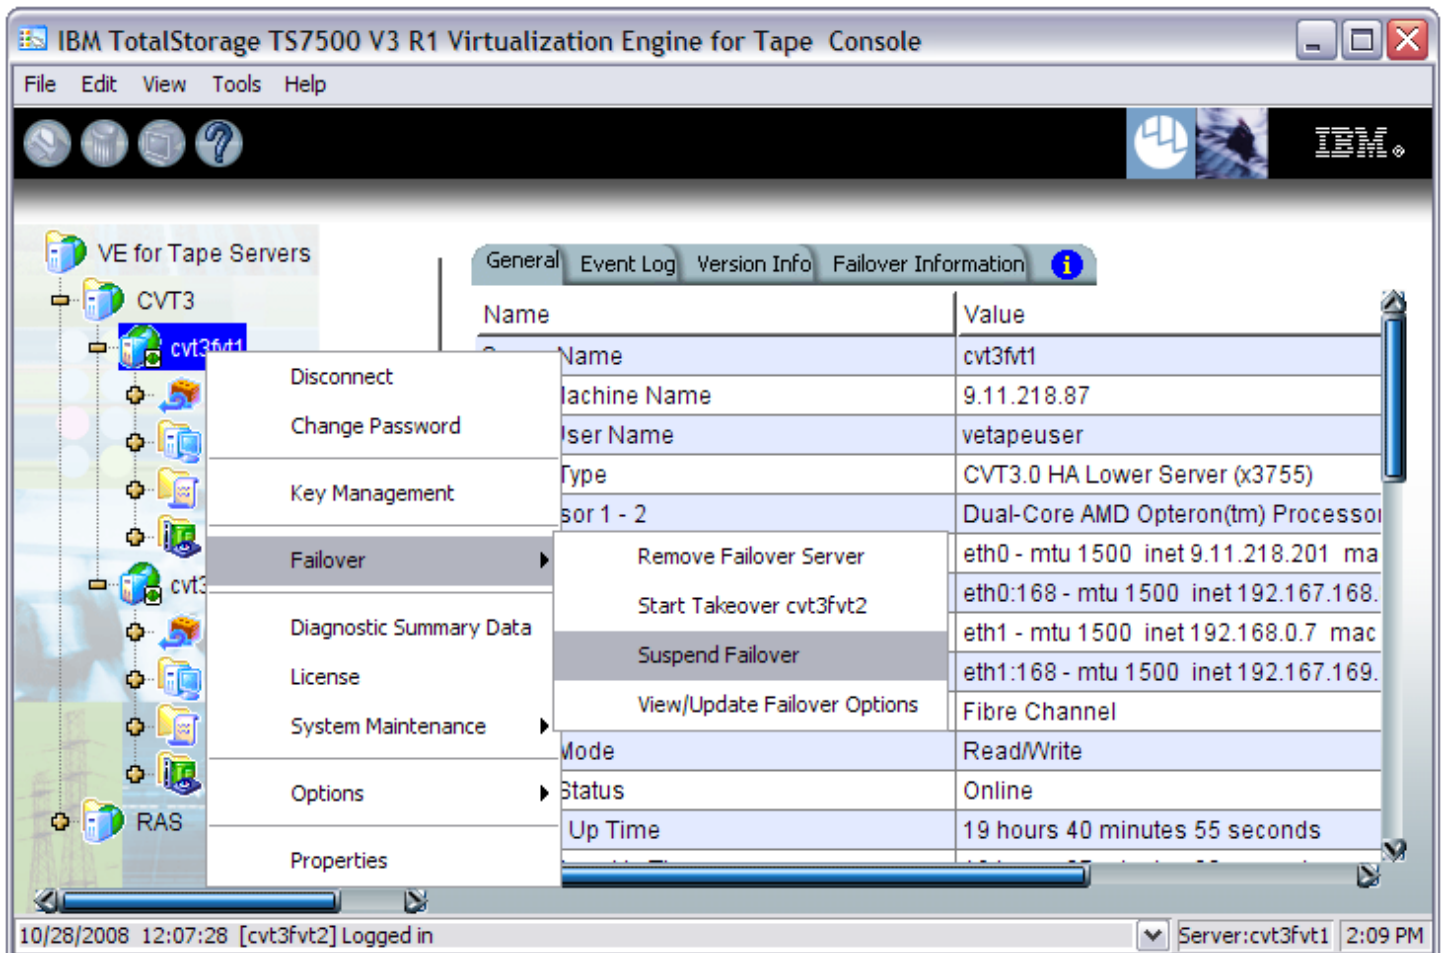 IBM TotalStorage TS7500 V3 R1 Virtualization Engine for Tape Console
File Edit View Tools Help
IBM®
VE for Tape Servers
CVT3
cvt3fvt1
cvt3
RAS
General Event Log Version Info Failover Information
Name Value
Name cvt3fvt1
Machine Name 9.11.218.87
User Name vetapeuser
Type CVT3.0 HA Lower Server (x3755)
sor 1 - 2 Dual-Core AMD Opteron(tm) Processor
eth0 - mtu 1500 inet 9.11.218.201 ma
eth0:168 - mtu 1500 inet 192.167.168.
eth1 - mtu 1500 inet 192.168.0.7 mac
eth1:168 - mtu 1500 inet 192.167.169.
Fibre Channel
Mode Read/Write
Status Online
Up Time 19 hours 40 minutes 55 seconds
Disconnect
Change Password
Key Management
Failover
Diagnostic Summary Data
License
System Maintenance
Options
Properties
Remove Failover Server
Start Takeover cvt3fvt2
Suspend Failover
View/Update Failover Options
10/28/2008 12:07:28 [cvt3fvt2] Logged in
Server:cvt3fvt1 2:09 PM